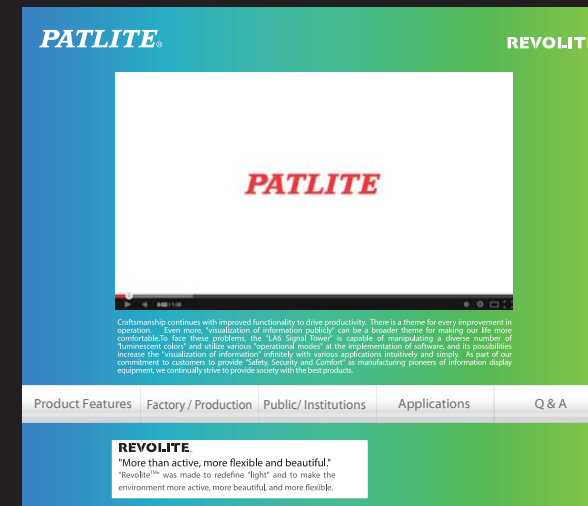 PATLITE®
REVOLITE
PATLITE
0:02 / 1:36
Craftsmanship continues with improved functionality to drive productivity. There is a theme for every improvement in
operation. Even more, "visualization of information publicly" can be a broader theme for making our life more
comfortable.To face these problems, the "LA6 Signal Tower" is capable of manipulating a diverse number of
"luminescent colors" and utilize various "operational modes" at the implementation of software, and its possibilities
increase the "visualization of information" infinitely with various applications intuitively and simply. As part of our
commitment to customers to provide "Safety, Security and Comfort" as manufacturing pioneers of information display
equipment, we continually strive to provide society with the best products.
Product Features Factory / Production Public/ Institutions Applications Q & A
REVOLITE
"More than active, more flexible and beautiful."
"Revolite™" was made to redefine "light" and to make the
environment more active, more beautiful, and more flexible.